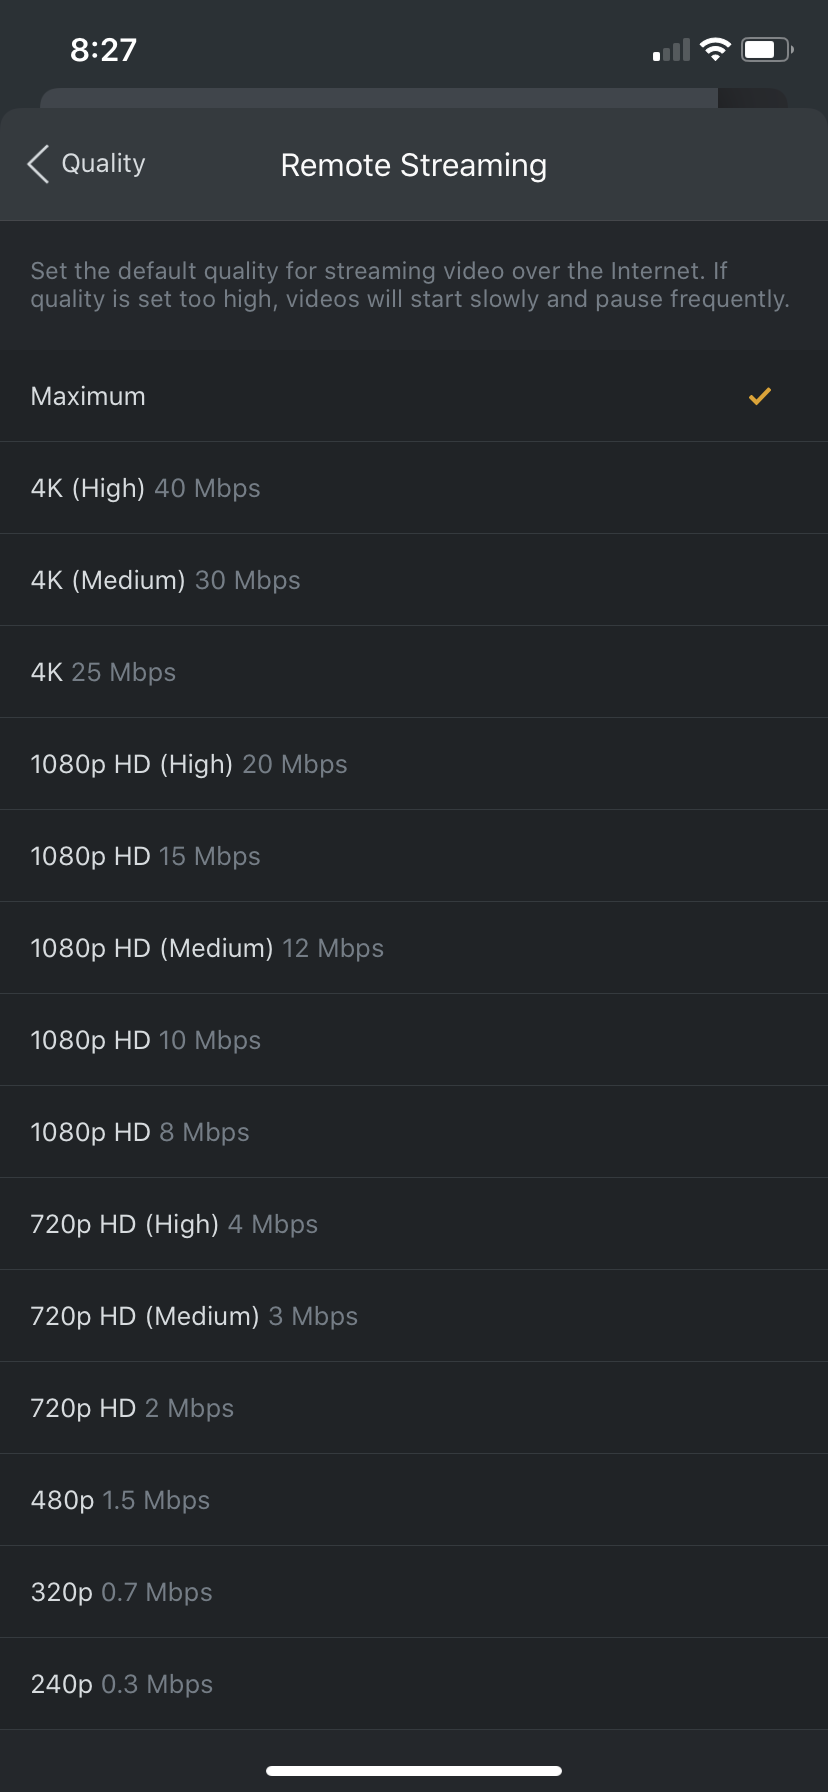 8:27
Quality
Remote Streaming
Set the default quality for streaming video over the Internet. If
quality is set too high, videos will start slowly and pause frequently.
Maximum
4K (High) 40 Mbps
4K (Medium) 30 Mbps
4K 25 Mbps
1080p HD (High) 20 Mbps
1080p HD 15 Mbps
1080p HD (Medium) 12 Mbps
1080p HD 10 Mbps
1080p HD 8 Mbps
720p HD (High) 4 Mbps
720p HD (Medium) 3 Mbps
720p HD 2 Mbps
480p 1.5 Mbps
320p 0.7 Mbps
240p 0.3 Mbps